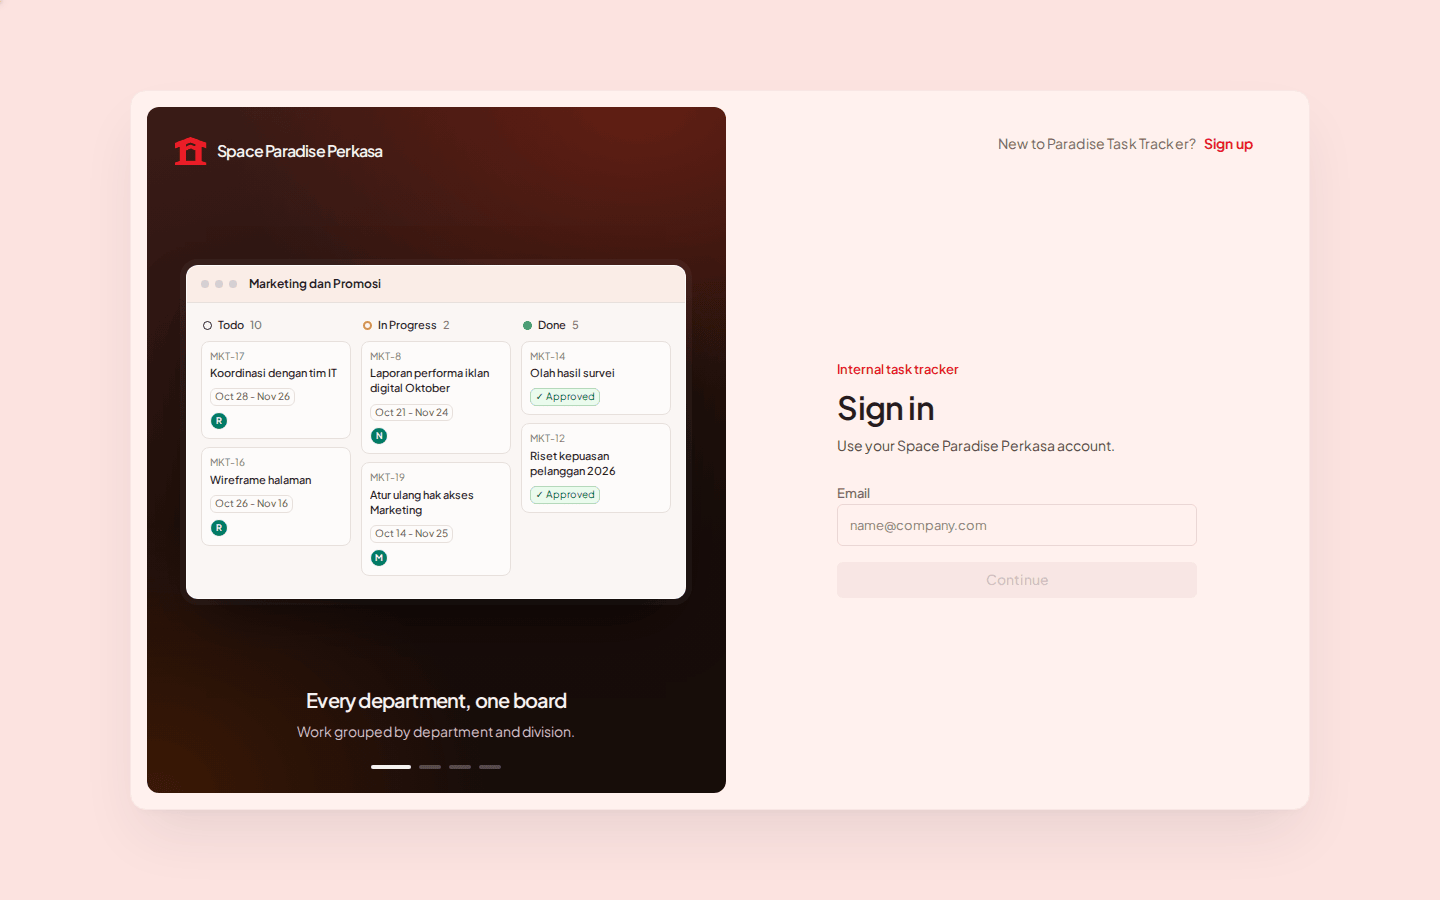 Space Paradise Perkasa
New to Paradise Task Tracker? Sign up
Marketing dan Promosi
Todo 10
MKT-17
Koordinasi dengan tim IT
Oct 28 - Nov 26
R
MKT-16
Wireframe halaman
Oct 26 - Nov 16
R
In Progress 2
MKT-8
Laporan performa iklan
digital Oktober
Oct 21 - Nov 24
N
MKT-19
Atur ulang hak akses
Marketing
Oct 14 - Nov 25
M
Done 5
MKT-14
Olah hasil survei
✓ Approved
MKT-12
Riset kepuasan
pelanggan 2026
✓ Approved
Every department, one board
Work grouped by department and division.
Internal task tracker
Sign in
Use your Space Paradise Perkasa account.
Email
name@company.com
Continue